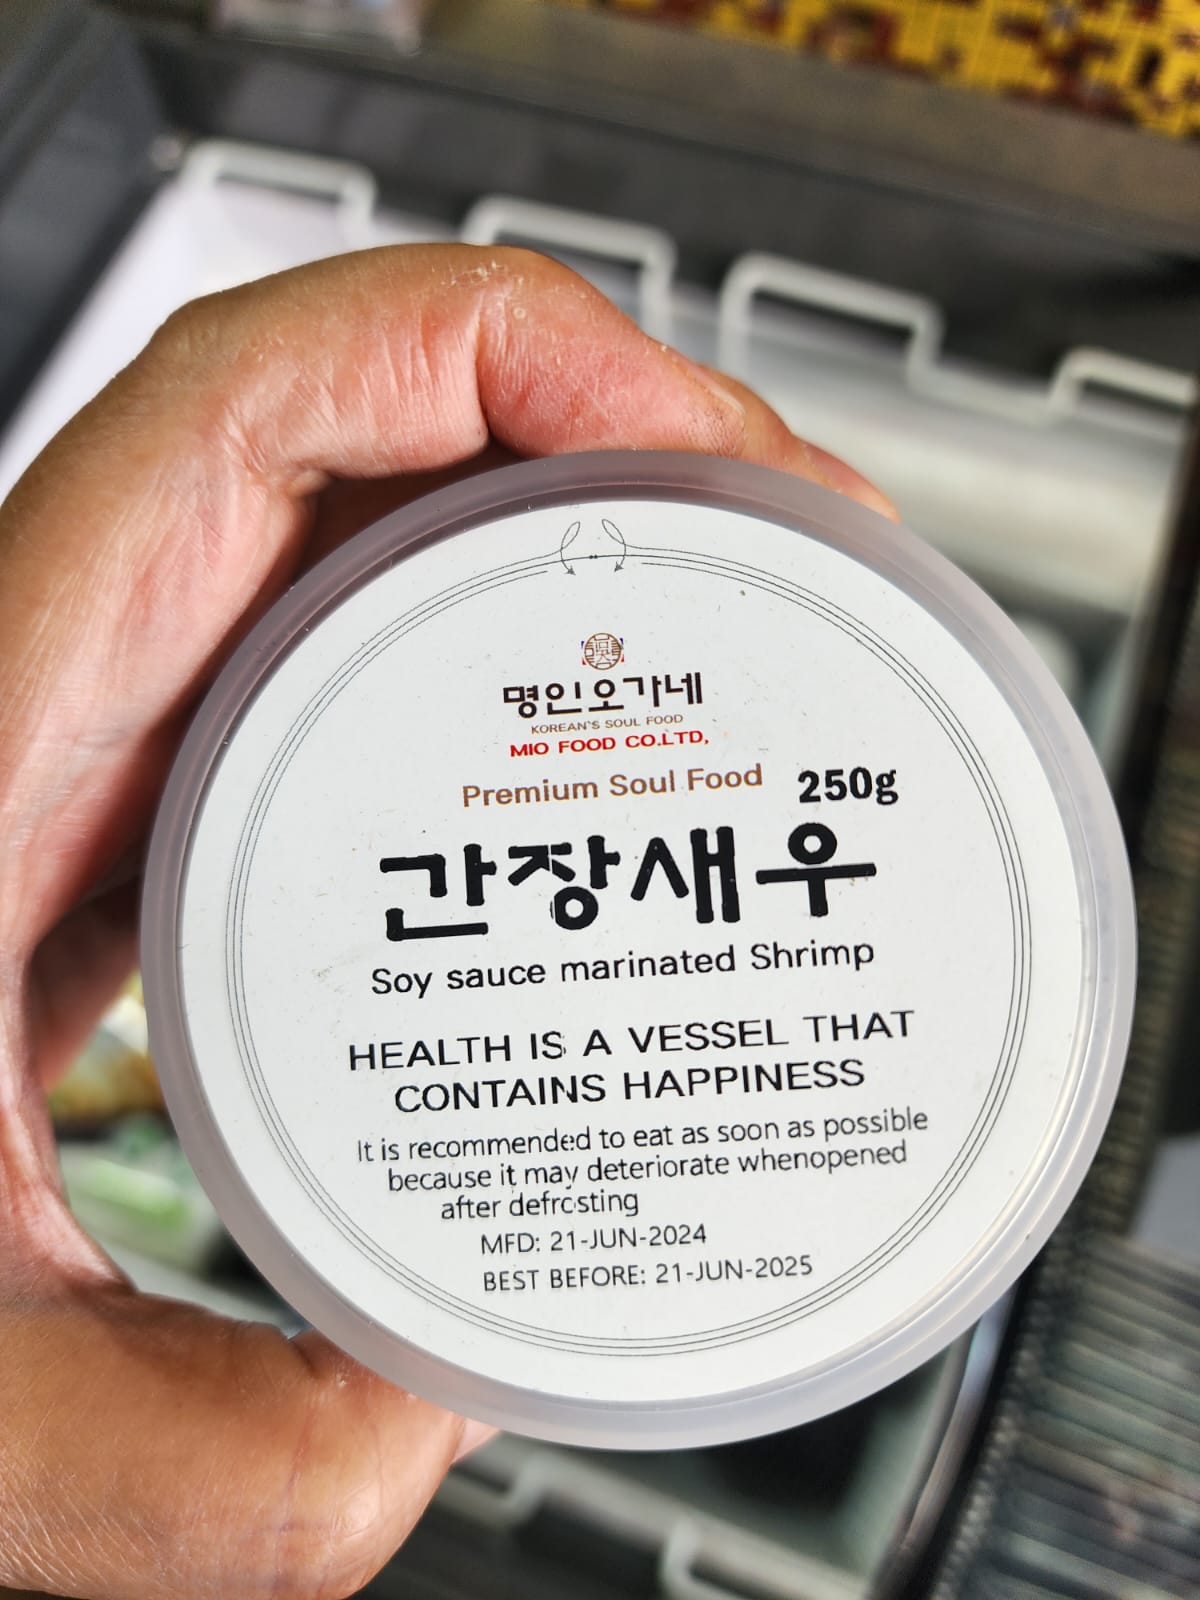 명인오가네
KOREAN'S SOUL FOOD
MIO FOOD CO.LTD,
Premium Soul Food
250g
간장새우
Soy sauce marinated Shrimp
HEALTH IS A VESSEL THAT
CONTAINS HAPPINESS
It is recommended to eat as soon as possible
because it may deteriorate whenopened
after defrosting
MFD: 21-JUN-2024
BEST BEFORE: 21-JUN-2025